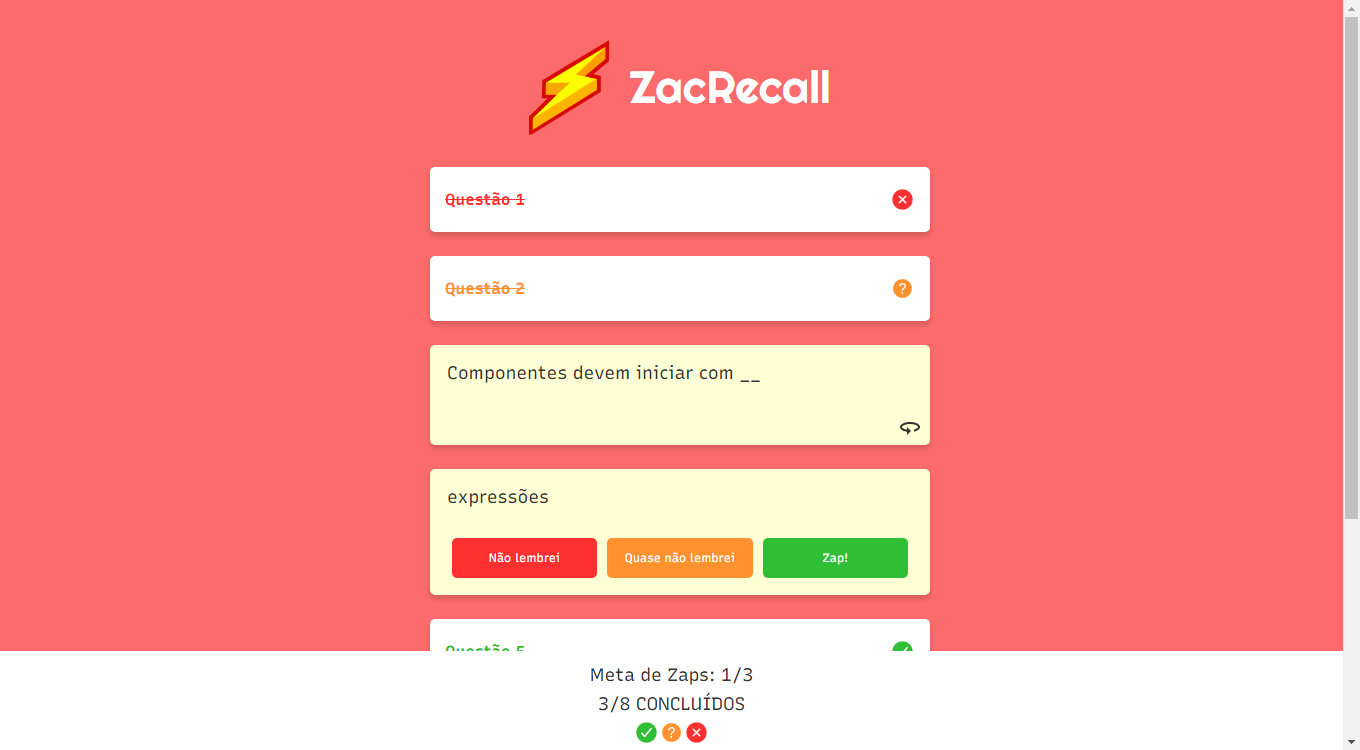 ZacRecall
Questão 1
Questão 2
Componentes devem iniciar com __
expressões
Não lembrei
Quase não lembrei
Zap!
Questão 5
Meta de Zaps: 1/3
3/8 CONCLUÍDOS